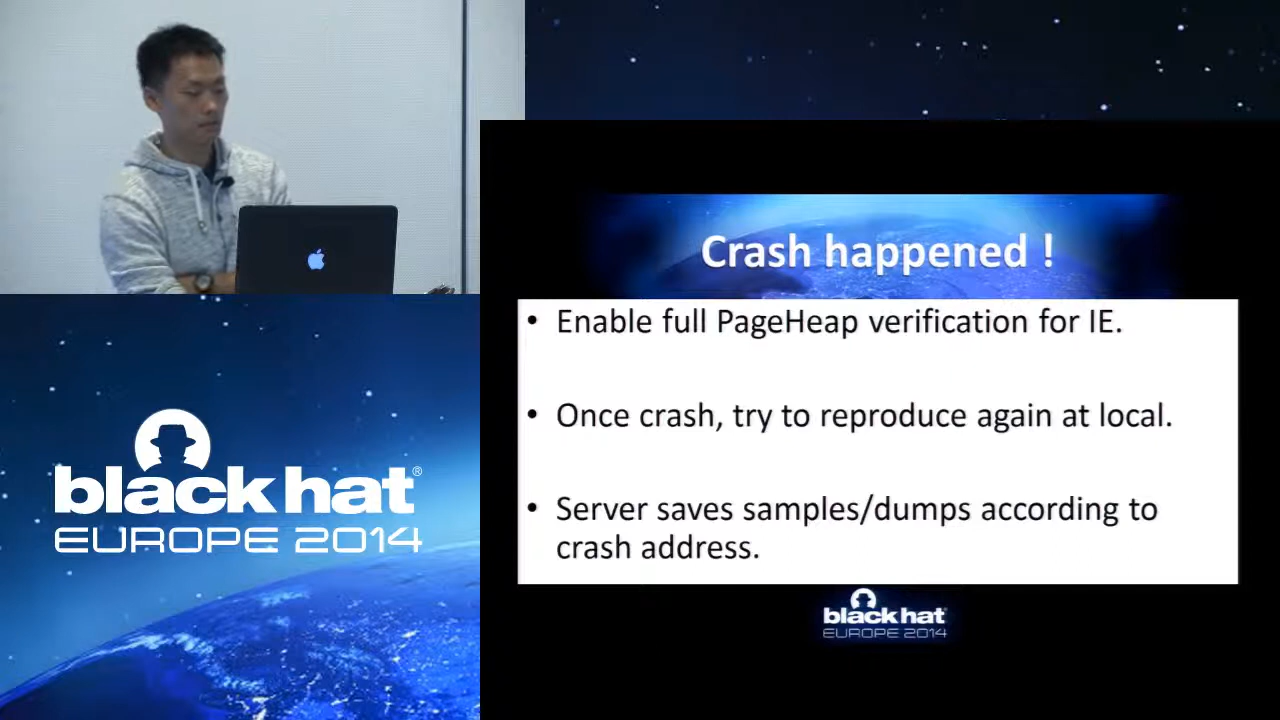 Crash happened !
• Enable full PageHeap verification for IE.
• Once crash, try to reproduce again at local.
• Server saves samples/dumps according to
crash address.
black hat®
EUROPE 2014
black hat
EUROPE 2014